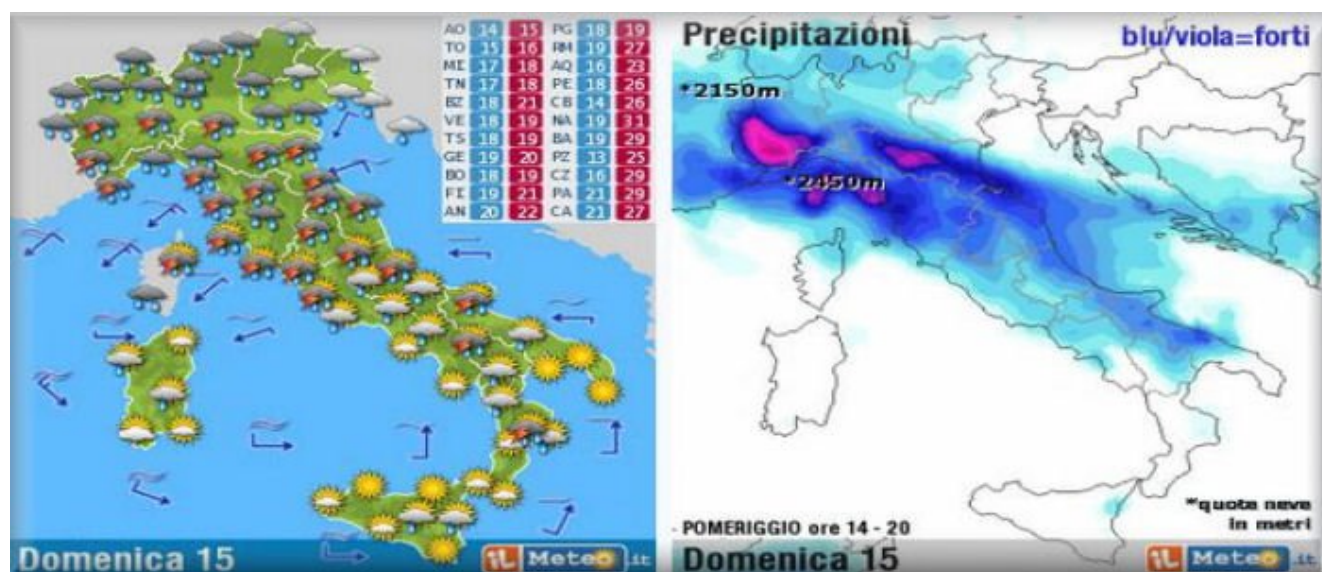 AO 14 15 PG 18 19
TO 15 16 RM 19 27
MI 17 18 AQ 16 23
TN 17 18 PE 18 26
BZ 18 21 CB 14 26
VE 18 19 NA 19 31
TS 18 19 BA 19 29
GE 19 20 PZ 13 25
BO 18 19 CZ 16 29
FI 19 21 PA 21 29
AN 20 22 CA 21 27
Domenica 15
iL Meteo.it
Precipitazioni
blu/viola=forti
*2150m
*2450m
*quote neve
in metri
- POMERIGGIO ore 14 - 20
Domenica 15
iL Meteo.it